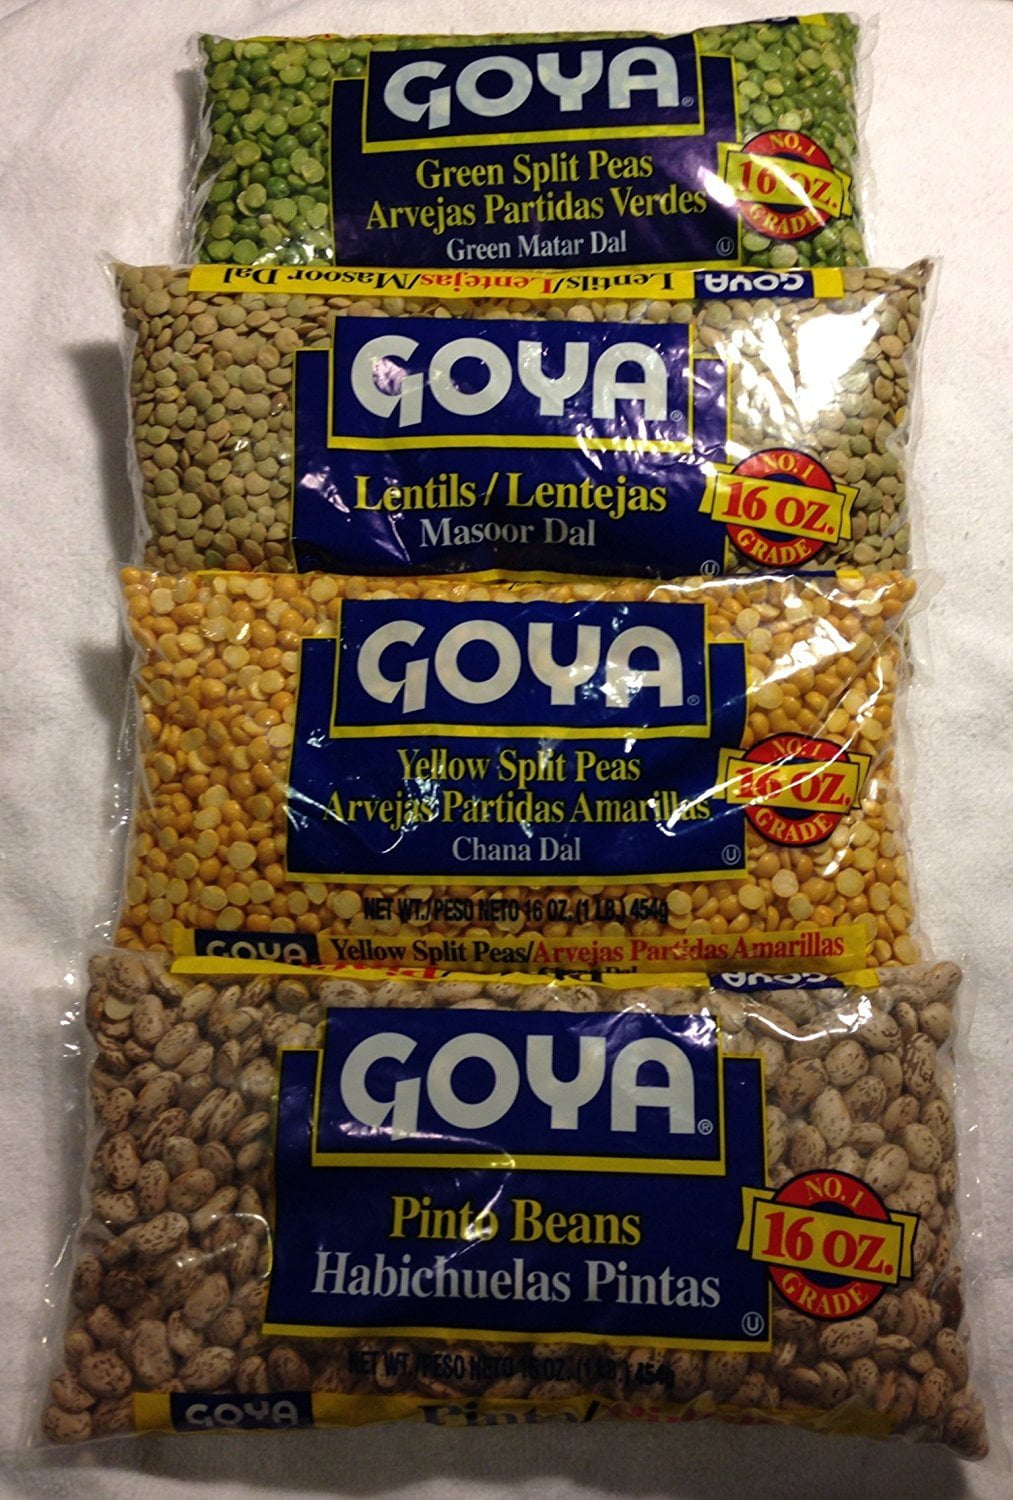 GOYA
Green Split Peas
Arvejas Partidas Verdes
Green Matar Dal
NO. 1
16 OZ.
GRADE
Lentils/Lentejas/Masoor Dal GOYA
GOYA
Lentils / Lentejas
Masoor Dal
NO. 1
16 OZ.
GRADE
GOYA
Yellow Split Peas
Arvejas Partidas Amarillas
Chana Dal
NO. 1
16 OZ.
GRADE
NET WT./PESO NETO 16 OZ. (1 LB.) 454g
GOYA Yellow Split Peas/Arvejas Partidas Amarillas
GOYA
GOYA
Pinto Beans
Habichuelas Pintas
NO. 1
16 OZ.
GRADE
NET WT./PESO NETO 16 OZ. (1 LB.) 454g
GOYA Pinto/